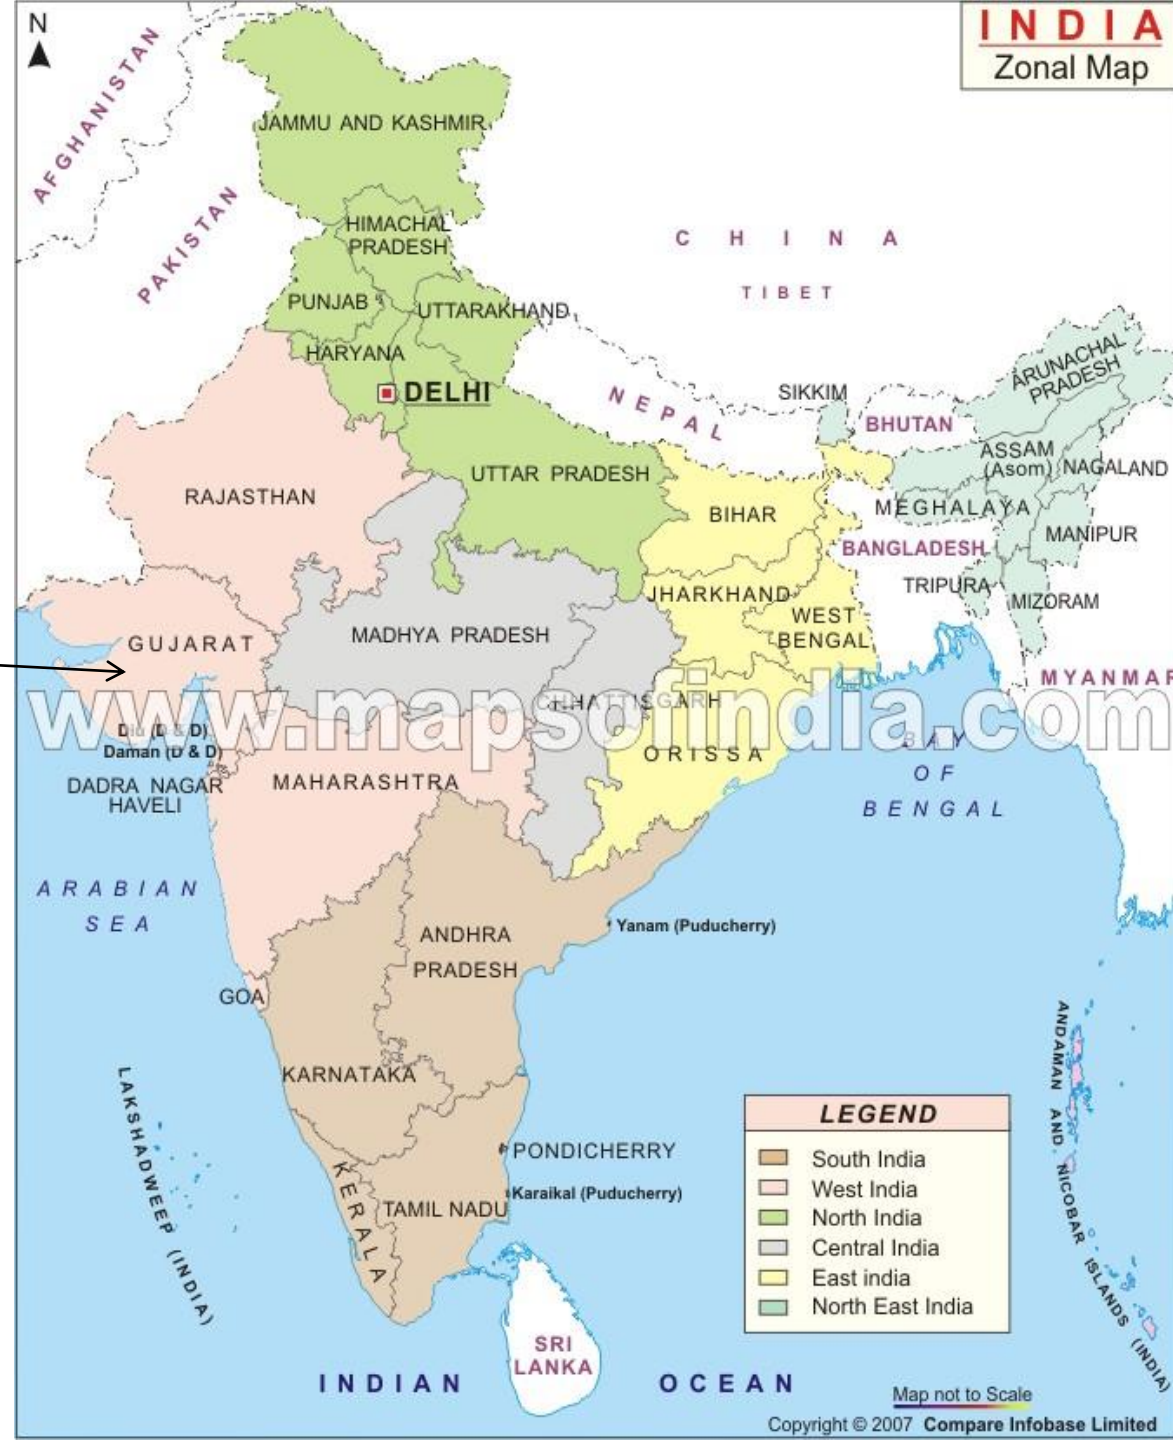 N
INDIA
Zonal Map
AFGHANISTAN
PAKISTAN
JAMMU AND KASHMIR
HIMACHAL
PRADESH
PUNJAB
UTTARAKHAND
HARYANA
DELHI
CHINA
TIBET
NEPAL
SIKKIM
BHUTAN
ARUNACHAL
PRADESH
ASSAM
(Asom)
NAGALAND
MEGHALAYA
MANIPUR
BANGLADESH
TRIPURA
MIZORAM
MYANMAR
RAJASTHAN
UTTAR PRADESH
BIHAR
JHARKHAND
WEST
BENGAL
GUJARAT
MADHYA PRADESH
CHHATTISGARH
www.mapsofindia.com
Diu (D & D)
Daman (D & D)
DADRA NAGAR
HAVELI
MAHARASHTRA
ORISSA
BAY
OF
BENGAL
ARABIAN
SEA
ANDHRA
PRADESH
Yanam (Puducherry)
GOA
KARNATAKA
LAKSHADWEEP (INDIA)
KERALA
TAMIL NADU
PONDICHERRY
Karaikal (Puducherry)
ANDAMAN AND NICOBAR ISLANDS (INDIA)
LEGEND
South India
West India
North India
Central India
East india
North East India
SRI
LANKA
INDIAN OCEAN
Map not to Scale
Copyright © 2007 Compare Infobase Limited